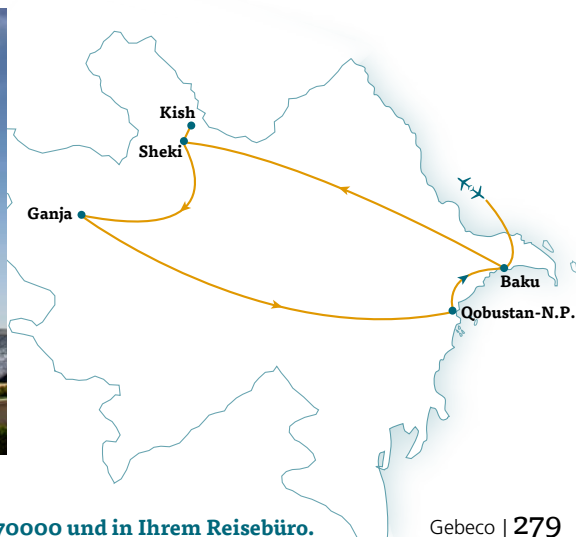 Kish
Sheki
Ganja
Baku
Qobustan-N.P.
70000 und in Ihrem Reisebüro.
Gebeco | 279